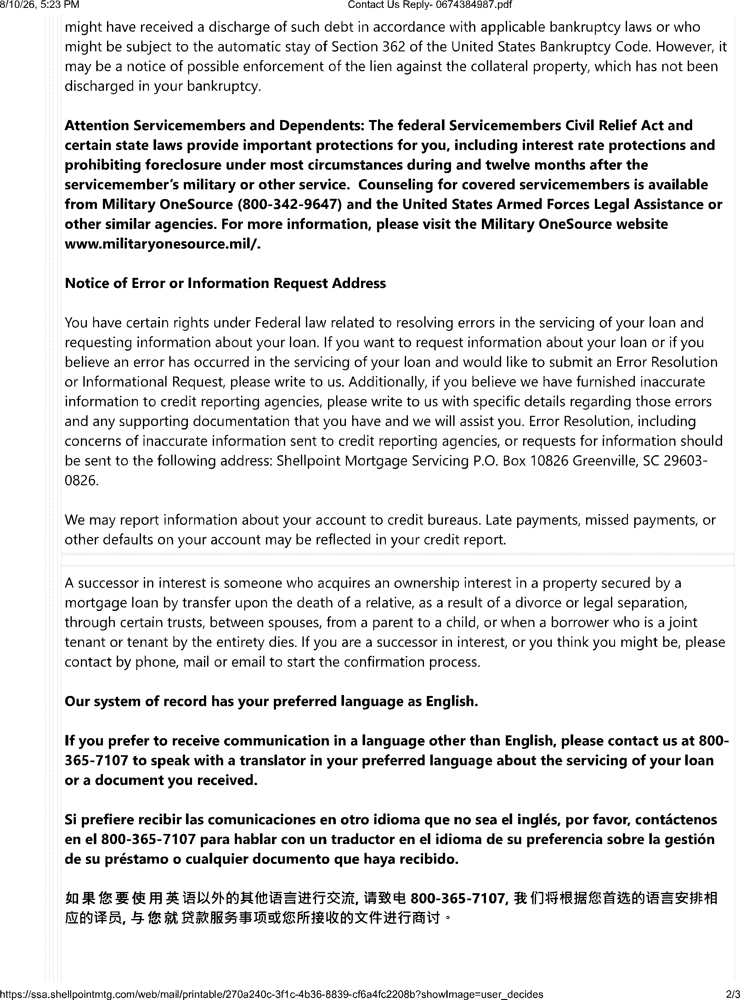 8/10/26, 5:23 PM
Contact Us Reply- 0674384987.pdf
might have received a discharge of such debt in accordance with applicable bankruptcy laws or who
might be subject to the automatic stay of Section 362 of the United States Bankruptcy Code. However, it
may be a notice of possible enforcement of the lien against the collateral property, which has not been
discharged in your bankruptcy.
Attention Servicemembers and Dependents: The federal Servicemembers Civil Relief Act and
certain state laws provide important protections for you, including interest rate protections and
prohibiting foreclosure under most circumstances during and twelve months after the
servicemember’s military or other service.  Counseling for covered servicemembers is available
from Military OneSource (800-342-9647) and the United States Armed Forces Legal Assistance or
other similar agencies. For more information, please visit the Military OneSource website
www.militaryonesource.mil/.
Notice of Error or Information Request Address
You have certain rights under Federal law related to resolving errors in the servicing of your loan and
requesting information about your loan. If you want to request information about your loan or if you
believe an error has occurred in the servicing of your loan and would like to submit an Error Resolution
or Informational Request, please write to us. Additionally, if you believe we have furnished inaccurate
information to credit reporting agencies, please write to us with specific details regarding those errors
and any supporting documentation that you have and we will assist you. Error Resolution, including
concerns of inaccurate information sent to credit reporting agencies, or requests for information should
be sent to the following address: Shellpoint Mortgage Servicing P.O. Box 10826 Greenville, SC 29603-
0826.
We may report information about your account to credit bureaus. Late payments, missed payments, or
other defaults on your account may be reflected in your credit report.
A successor in interest is someone who acquires an ownership interest in a property secured by a
mortgage loan by transfer upon the death of a relative, as a result of a divorce or legal separation,
through certain trusts, between spouses, from a parent to a child, or when a borrower who is a joint
tenant or tenant by the entirety dies. If you are a successor in interest, or you think you might be, please
contact by phone, mail or email to start the confirmation process.
Our system of record has your preferred language as English.
If you prefer to receive communication in a language other than English, please contact us at 800-
365-7107 to speak with a translator in your preferred language about the servicing of your loan
or a document you received.
Si prefiere recibir las comunicaciones en otro idioma que no sea el inglés, por favor, contáctenos
en el 800-365-7107 para hablar con un traductor en el idioma de su preferencia sobre la gestión
de su préstamo o cualquier documento que haya recibido.
如果您要使用英语以外的其他语言进行交流, 请致电 800-365-7107, 我们将根据您首选的语言安排相
应的译员, 与您就贷款服务事项或您所接收的文件进行商讨。
https://ssa.shellpointmtg.com/web/mail/printable/270a240c-3f1c-4b36-8839-cf6a4fc2208b?showImage=user_decides
2/3